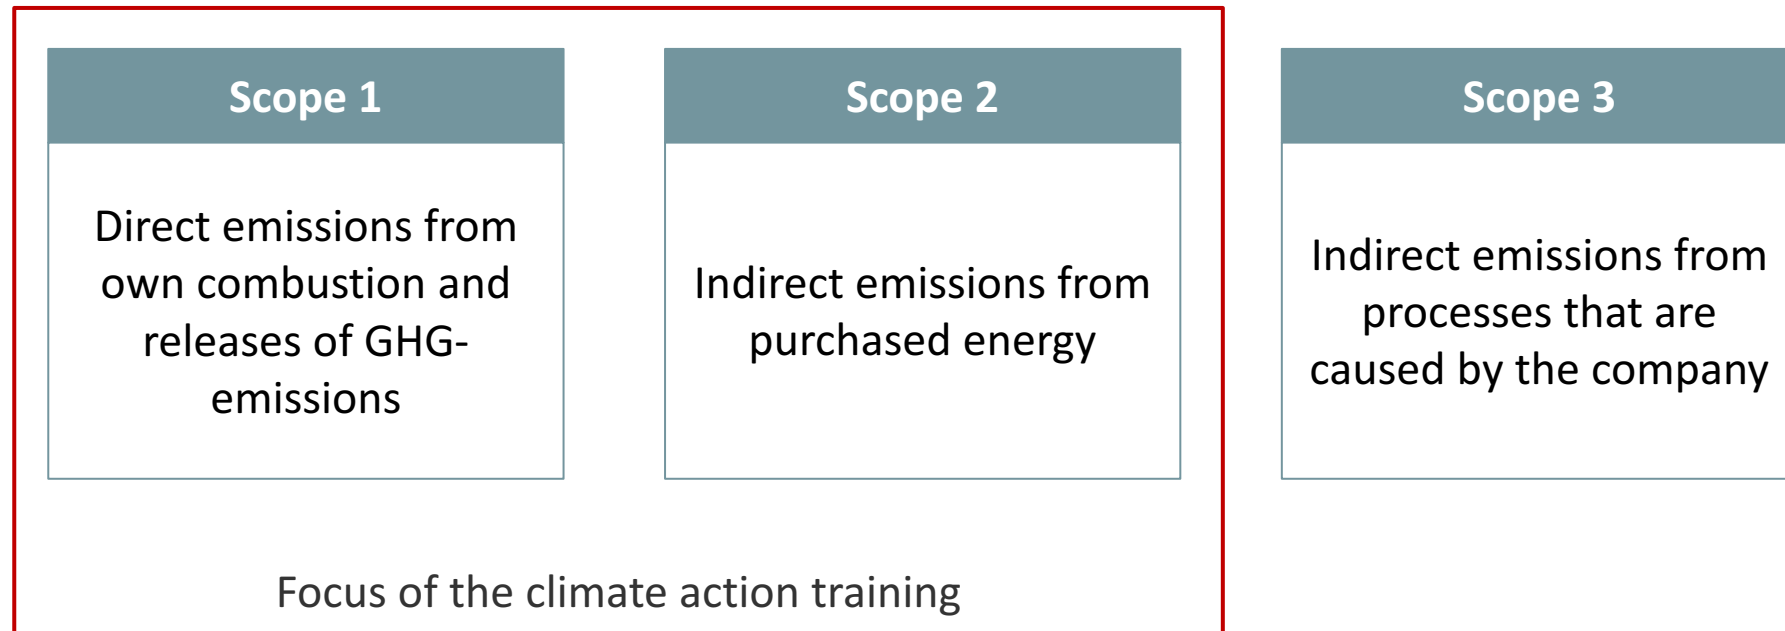 Scope 1
Direct emissions from
own combustion and
releases of GHG-
emissions
Scope 2
Indirect emissions from
purchased energy
Scope 3
Indirect emissions from
processes that are
caused by the company
Focus of the climate action training